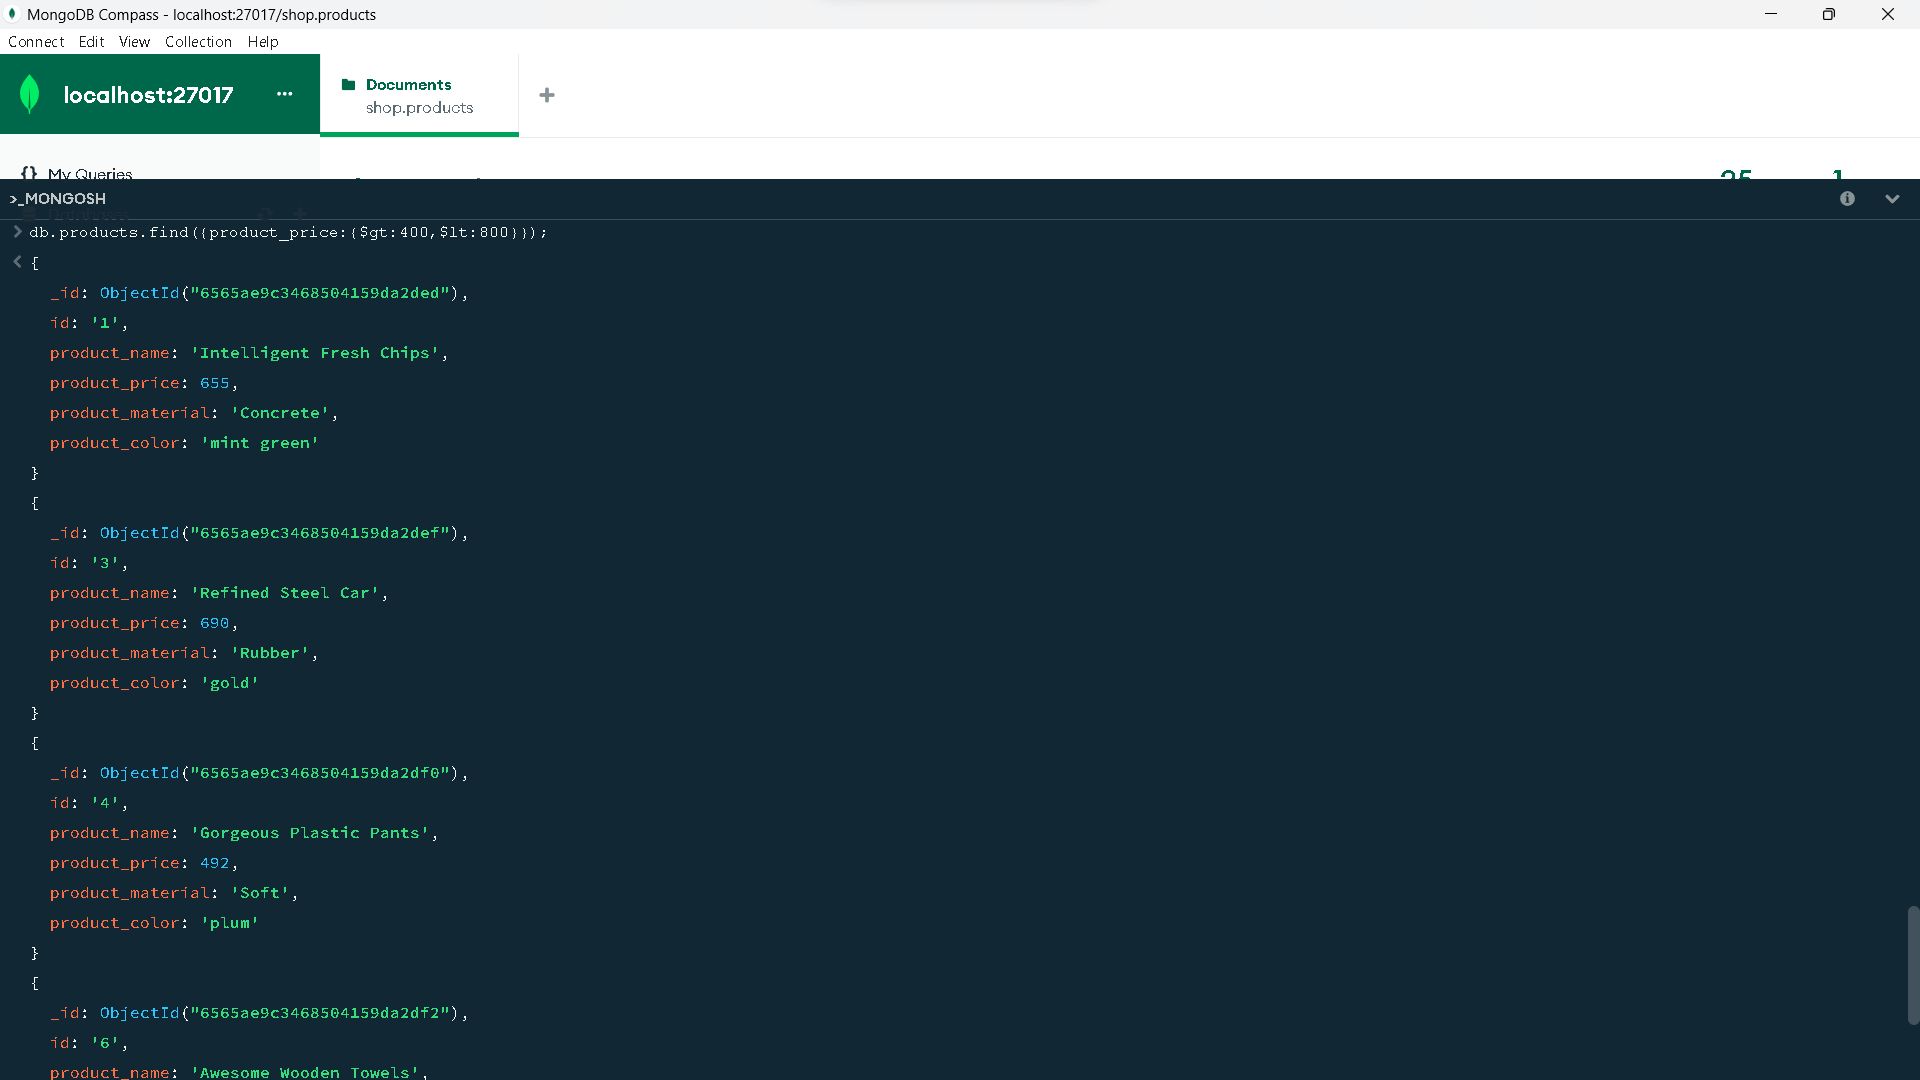 MongoDB Compass - localhost:27017/shop.products
Connect Edit View Collection Help
localhost:27017 ...
Documents
shop.products
+
{} My Queries
>_MONGOSH
> db.products.find({product_price:{$gt:400,$lt:800}});
< {
_id: ObjectId("6565ae9c3468504159da2ded"),
id: '1',
product_name: 'Intelligent Fresh Chips',
product_price: 655,
product_material: 'Concrete',
product_color: 'mint green'
}
{
_id: ObjectId("6565ae9c3468504159da2def"),
id: '3',
product_name: 'Refined Steel Car',
product_price: 690,
product_material: 'Rubber',
product_color: 'gold'
}
{
_id: ObjectId("6565ae9c3468504159da2df0"),
id: '4',
product_name: 'Gorgeous Plastic Pants',
product_price: 492,
product_material: 'Soft',
product_color: 'plum'
}
{
_id: ObjectId("6565ae9c3468504159da2df2"),
id: '6',
product_name: 'Awesome Wooden Towels',